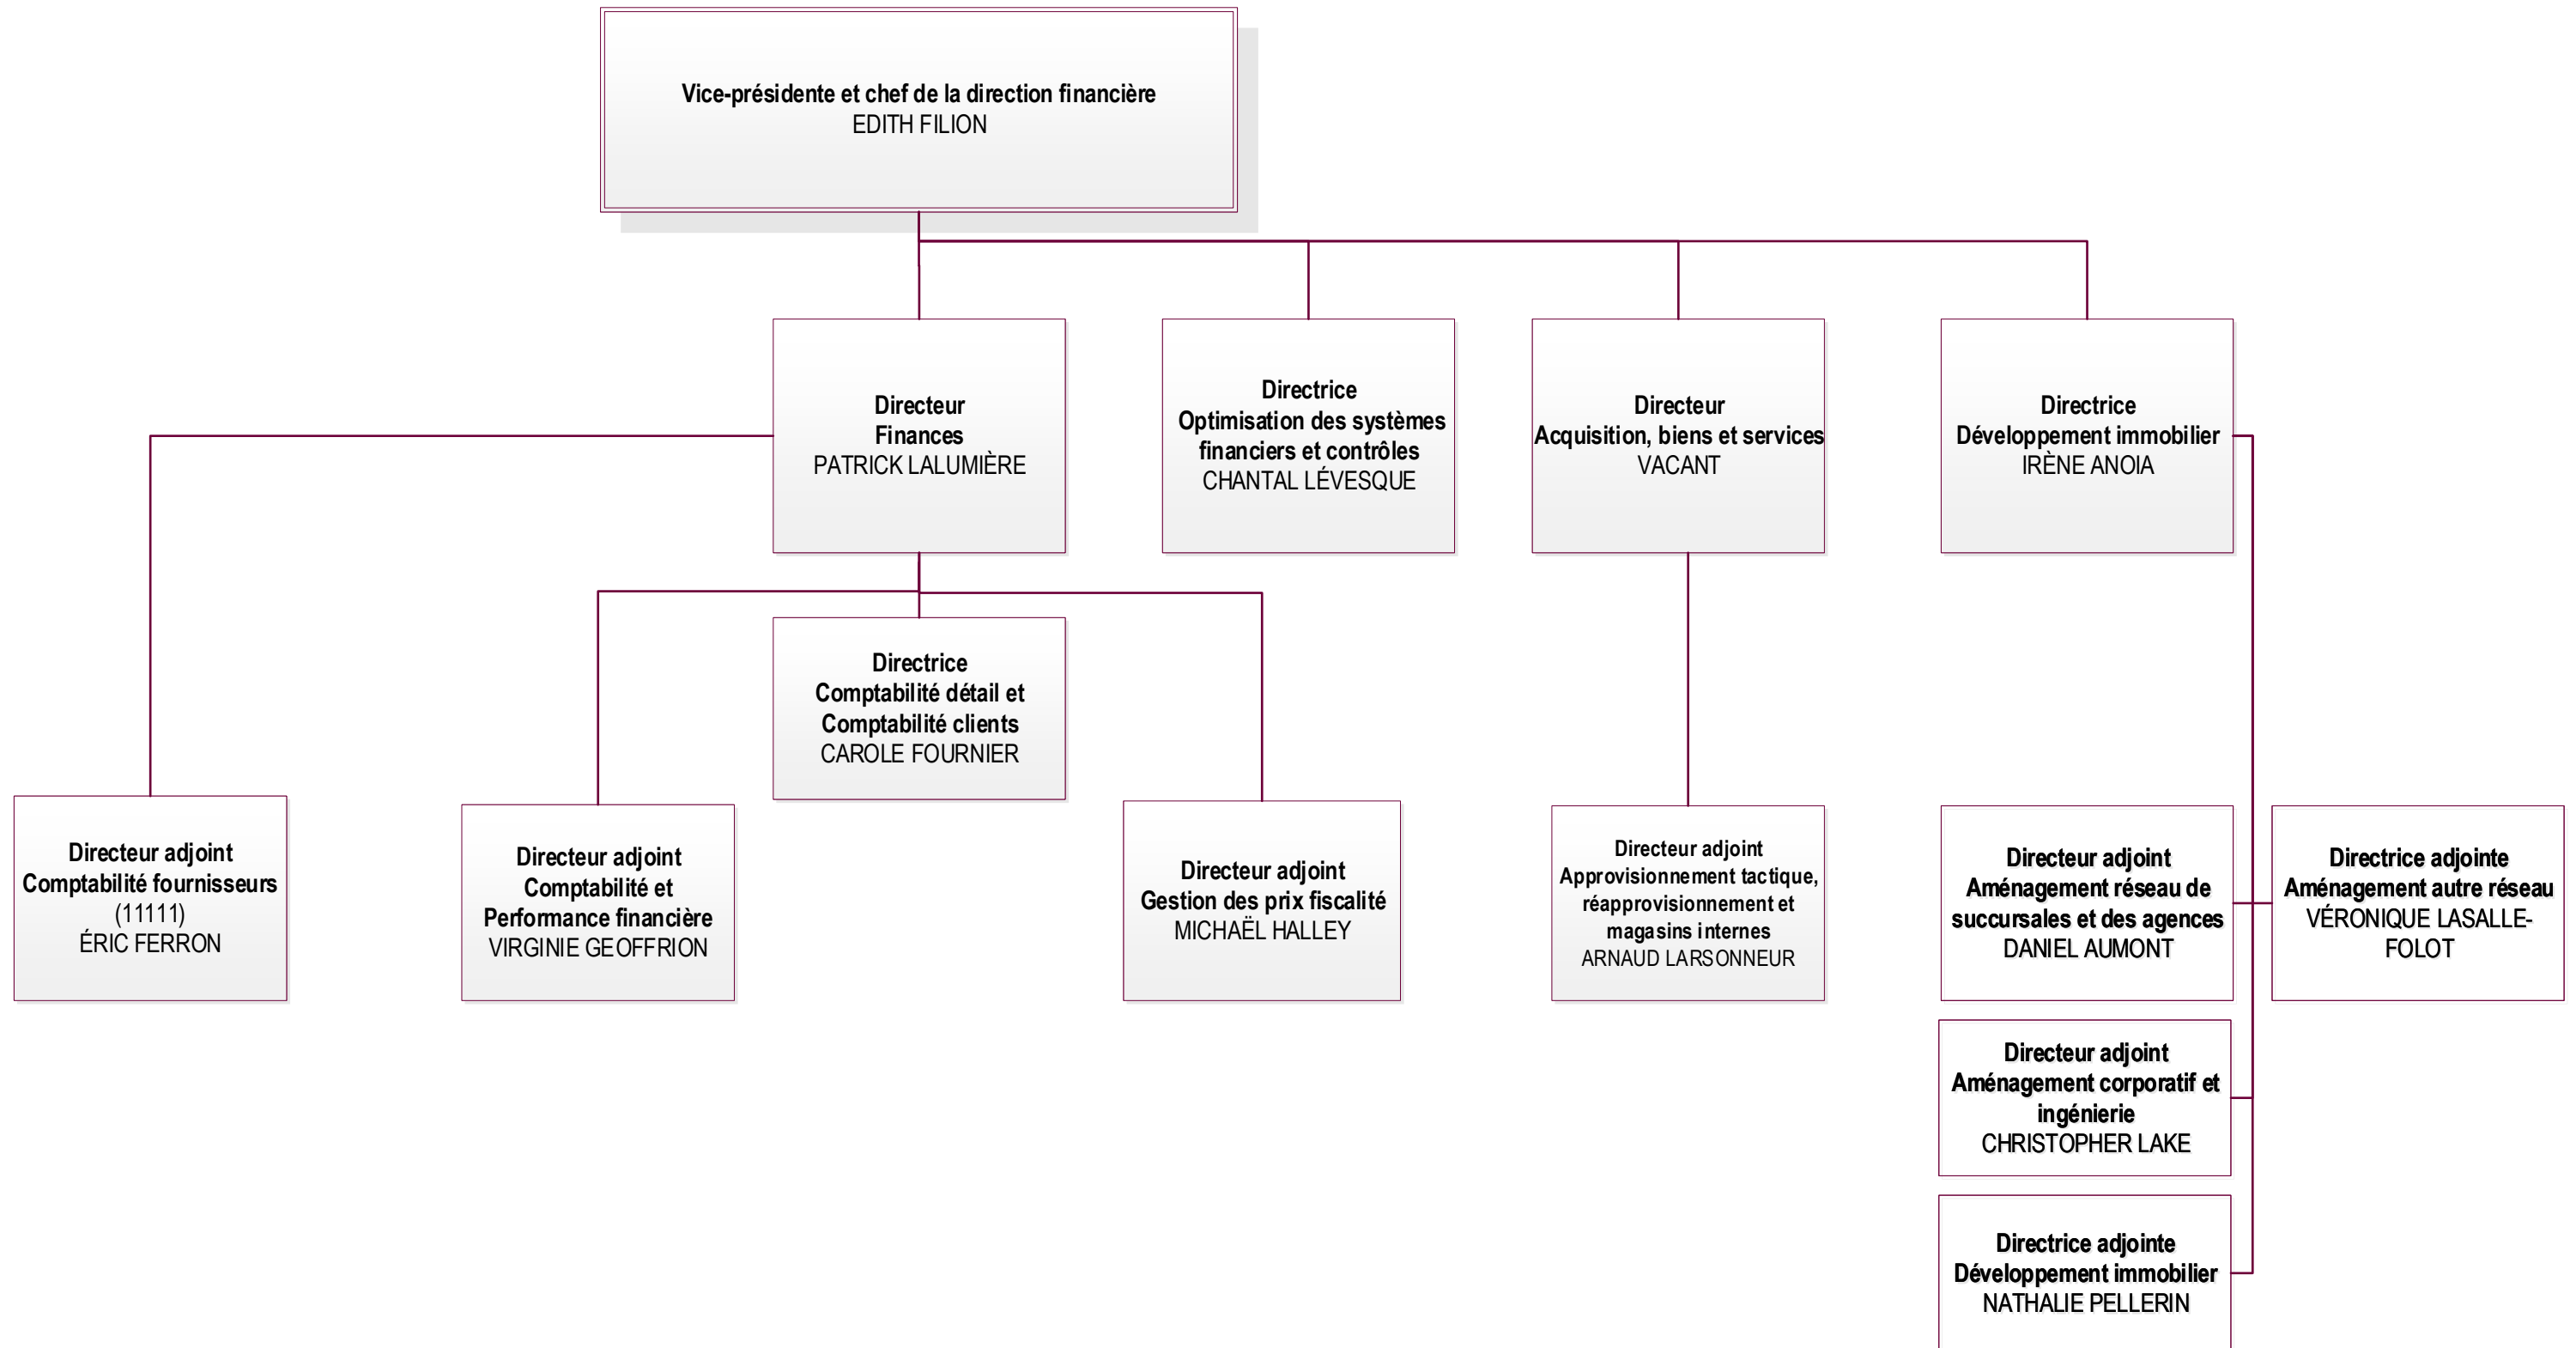 Vice-présidente et chef de la direction financière
EDITH FILION
Directeur
Finances
PATRICK LALUMIÈRE
Directrice
Optimisation des systèmes
financiers et contrôles
CHANTAL LÉVESQUE
Directeur
Acquisition, biens et services
VACANT
Directrice
Développement immobilier
IRÈNE ANOIA
Directrice
Comptabilité détail et
Comptabilité clients
CAROLE FOURNIER
Directeur adjoint
Comptabilité fournisseurs
(11111)
ÉRIC FERRON
Directeur adjoint
Comptabilité et
Performance financière
VIRGINIE GEOFFRION
Directeur adjoint
Gestion des prix fiscalité
MICHAËL HALLEY
Directeur adjoint
Approvisionnement tactique,
réapprovisionnement et
magasins internes
ARNAUD LARSONNEUR
Directeur adjoint
Aménagement réseau de
succursales et des agences
DANIEL AUMONT
Directrice adjointe
Aménagement autre réseau
VÉRONIQUE LASALLE-
FOLOT
Directeur adjoint
Aménagement corporatif et
ingénierie
CHRISTOPHER LAKE
Directrice adjointe
Développement immobilier
NATHALIE PELLERIN